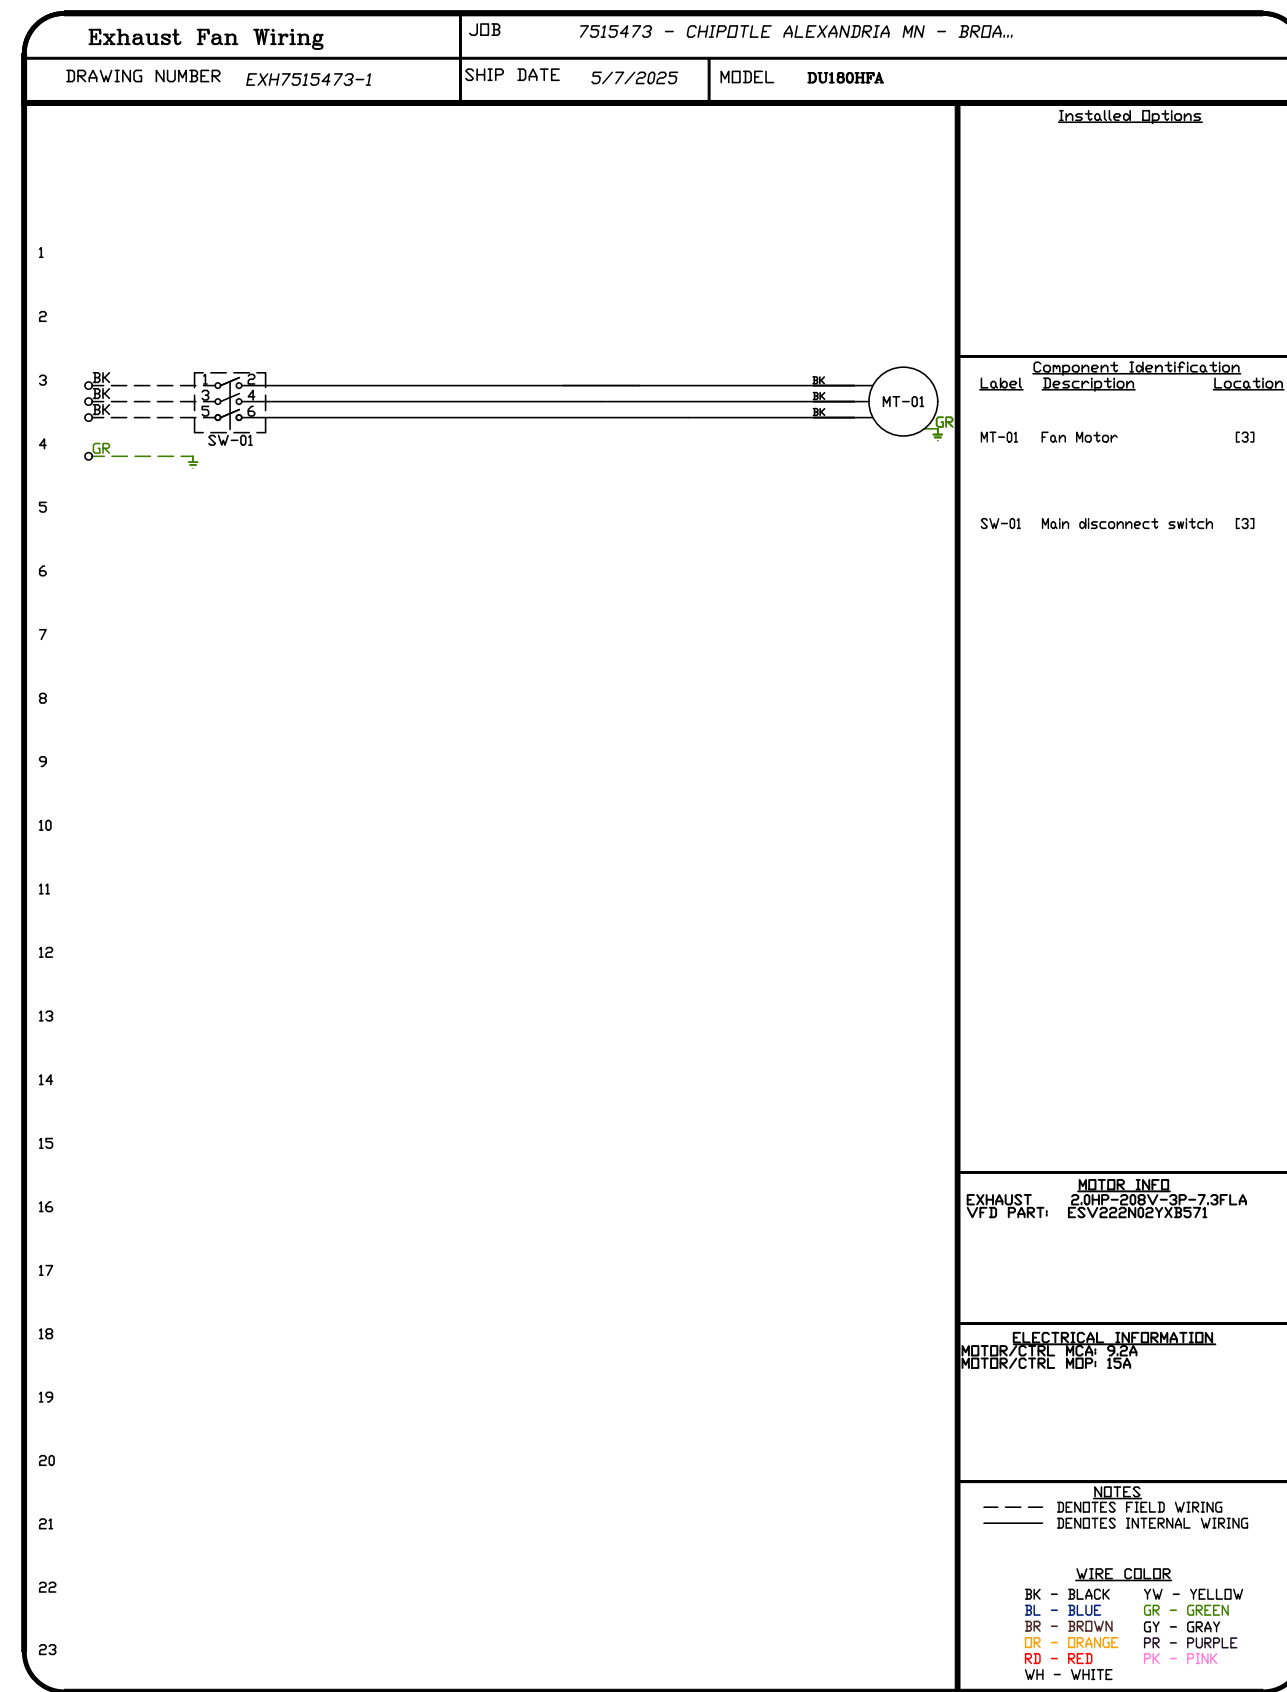 Exhaust Fan Wiring
JOB 7515473 - CHIPOTLE ALEXANDRIA MN - BROA...
DRAWING NUMBER EXH7515473-1
SHIP DATE 5/7/2025
MODEL DU180HFA
Installed Options
1
2
3
BK 1 2 BK
BK 3 4 BK
BK 5 6 BK
MT-01
GR
SW-01
4
GR
5
6
7
8
9
10
11
12
13
14
15
16
17
18
19
20
21
22
23
Component Identification
Label Description Location
MT-01 Fan Motor [3]
SW-01 Main disconnect switch [3]
MOTOR INFO
EXHAUST 2.0HP-208V-3P-7.3FLA
VFD PART: ESV222N02YXB571
ELECTRICAL INFORMATION
MOTOR/CTRL MCA: 9.2A
MOTOR/CTRL MOP: 15A
NOTES
DENOTES FIELD WIRING
DENOTES INTERNAL WIRING
WIRE COLOR
BK - BLACK YW - YELLOW
BL - BLUE GR - GREEN
BR - BROWN GY - GRAY
OR - ORANGE PR - PURPLE
RD - RED PK - PINK
WH - WHITE